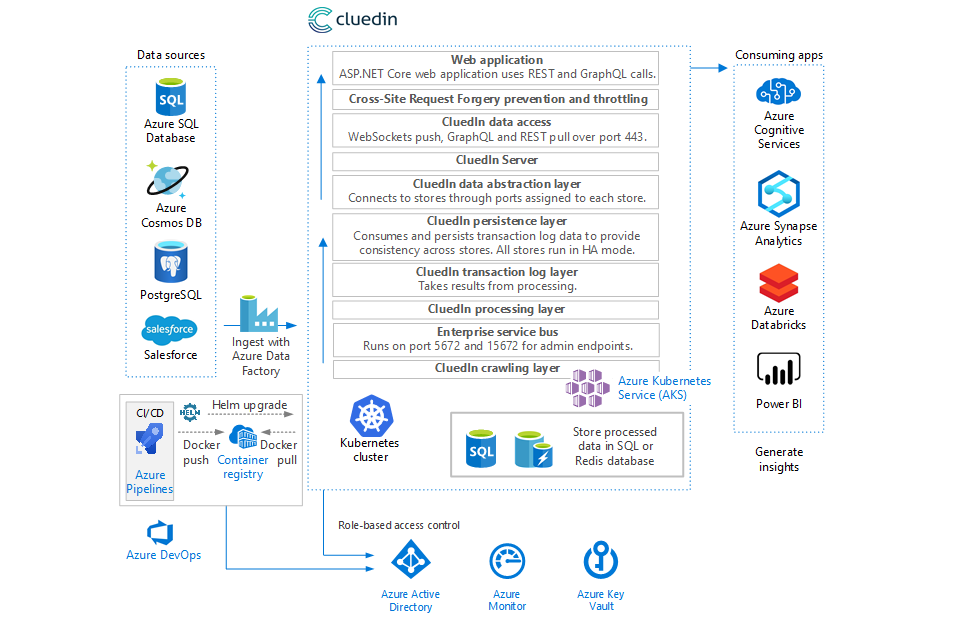 cluedin
Data sources
SQL
Azure SQL
Database
Azure
Cosmos DB
PostgreSQL
salesforce
Salesforce
Ingest with
Azure Data
Factory
Web application
ASP.NET Core web application uses REST and GraphQL calls.
Cross-Site Request Forgery prevention and throttling
CluedIn data access
WebSockets push, GraphQL and REST pull over port 443.
CluedIn Server
CluedIn data abstraction layer
Connects to stores through ports assigned to each store.
CluedIn persistence layer
Consumes and persists transaction log data to provide
consistency across stores. All stores run in HA mode.
CluedIn transaction log layer
Takes results from processing.
CluedIn processing layer
Enterprise service bus
Runs on port 5672 and 15672 for admin endpoints.
CluedIn crawling layer
Azure Kubernetes
Service (AKS)
Kubernetes
cluster
SQL
Store processed
data in SQL or
Redis database
Consuming apps
Azure
Cognitive
Services
Azure Synapse
Analytics
Azure
Databricks
Power BI
Generate
insights
CI/CD
Azure
Pipelines
HELM
Helm upgrade
Docker
push
Container
registry
Docker
pull
Azure DevOps
Role-based access control
Azure Active
Directory
Azure
Monitor
Azure Key
Vault